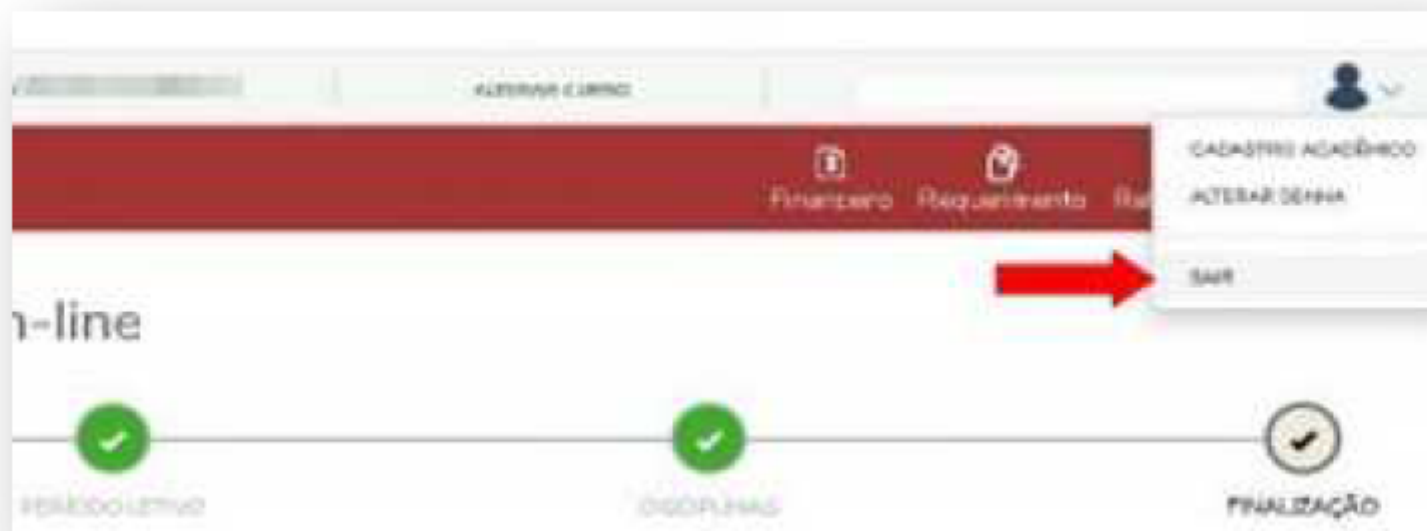 ALTERAR CURSO
Financeiro
Requerimento
CADASTRO ACADÊMICO
ALTERAR SENHA
SAIR
n-line
PERÍODO LETIVO
DISCIPLINAS
FINALIZAÇÃO